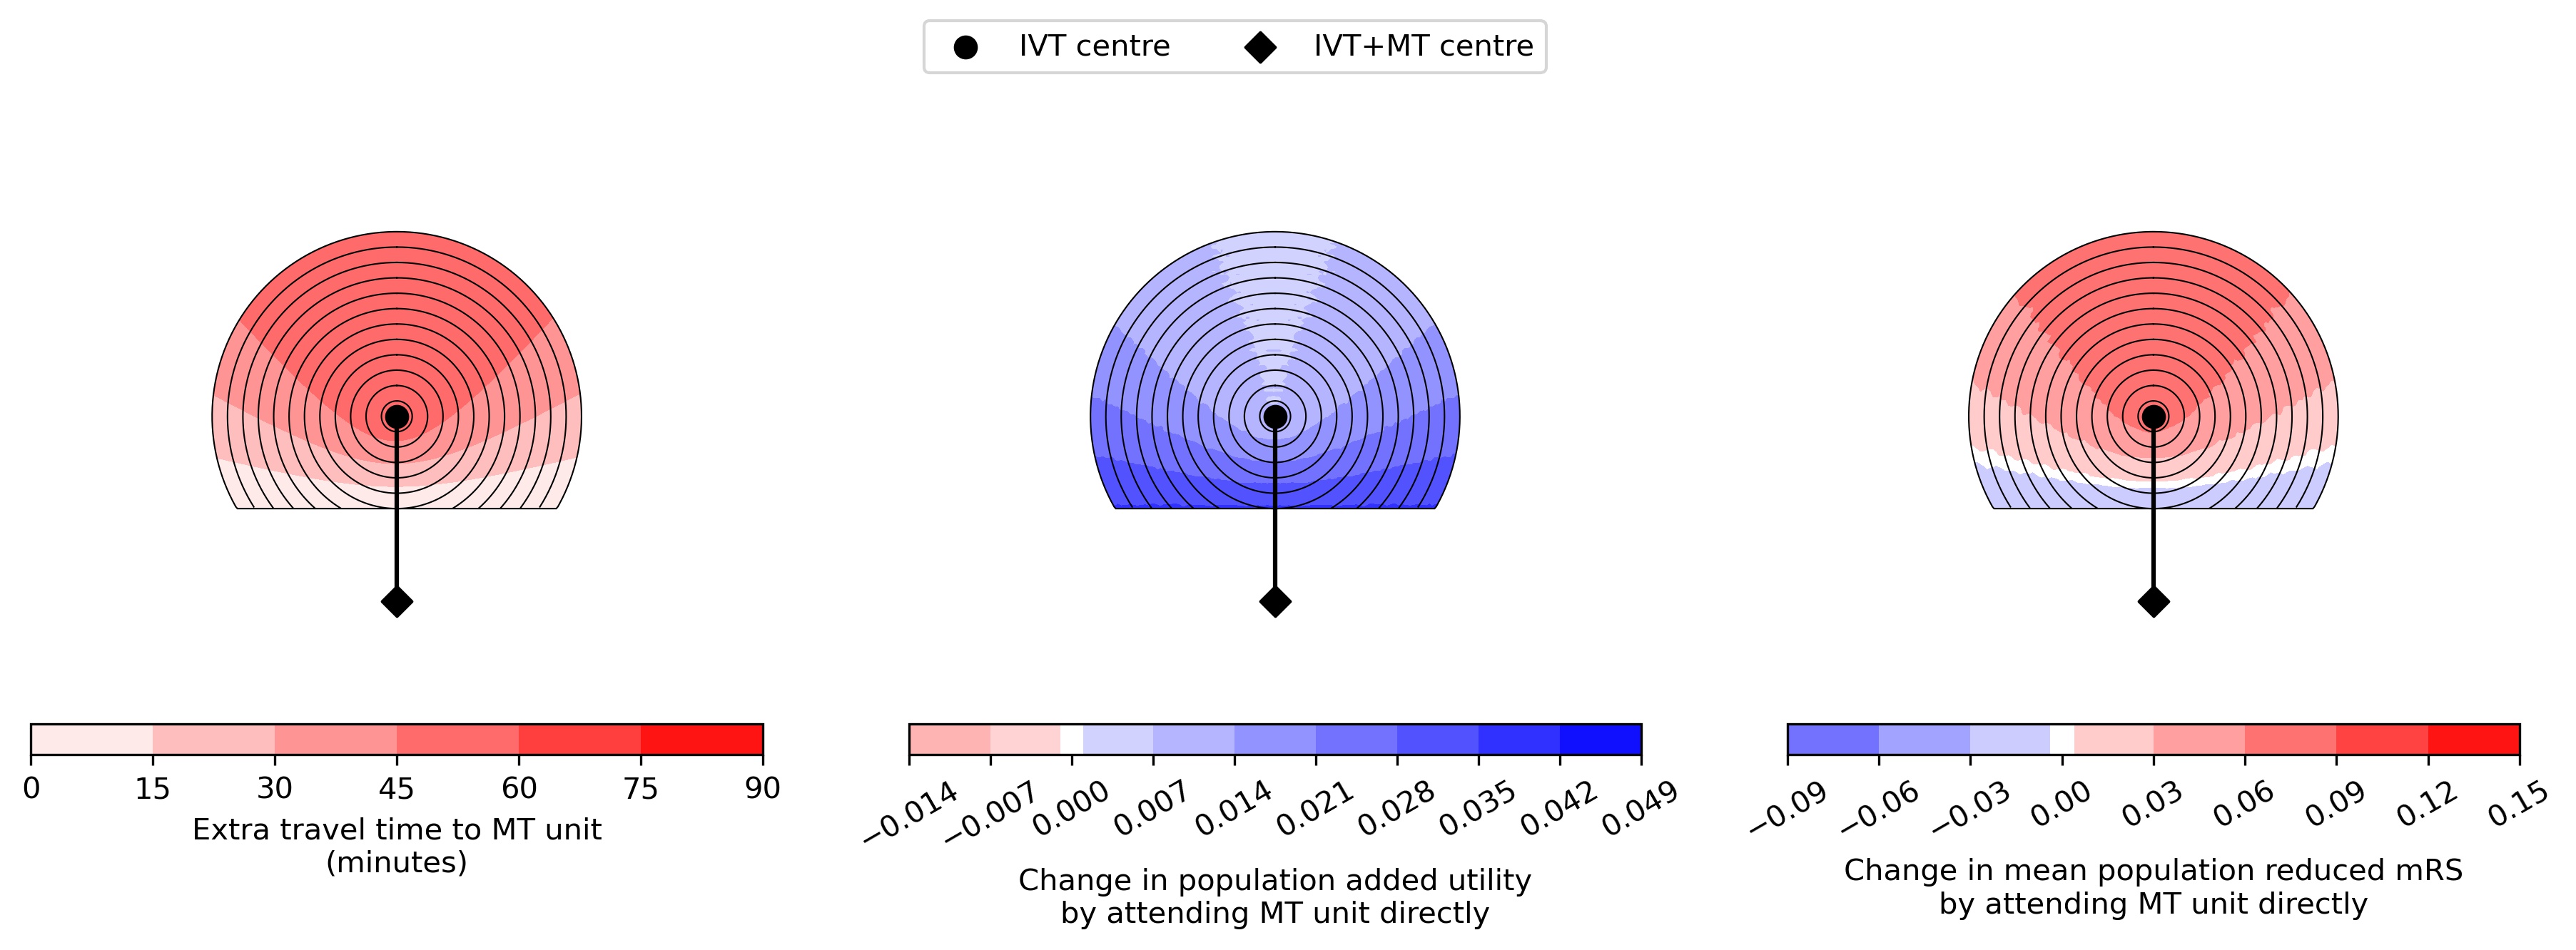 IVT centre IVT+MT centre
0 15 30 45 60 75 90
Extra travel time to MT unit
(minutes)
−0.014 −0.007 0.000 0.007 0.014 0.021 0.028 0.035 0.042 0.049
Change in population added utility
by attending MT unit directly
−0.09 −0.06 −0.03 0.00 0.03 0.06 0.09 0.12 0.15
Change in mean population reduced mRS
by attending MT unit directly